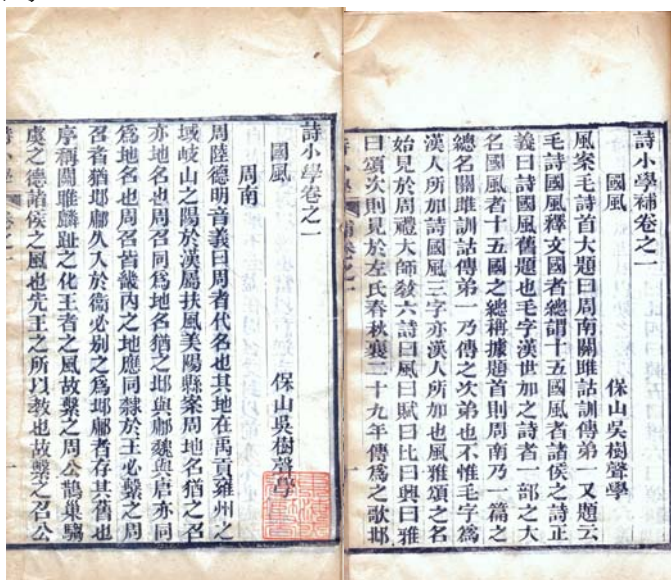 詩小學補卷之一
國風
保山吳樹聲學
風案毛詩首大題曰周南關雎詁訓傳弟一又題云
毛詩國風釋文國者總謂十五國風者諸侯之詩正
義曰詩國風舊題也毛字漢世加之詩者一部之大
名國風者十五國之總稱據題首則周南乃一篇之
總名關雎訓詁傳弟一乃傳之次弟也不惟毛字爲
漢人所加詩國風三字亦漢人所加也風雅頌之名
始見於周禮大師敎六詩曰風曰賦曰比曰興曰雅
曰頌次則見於左氏春秋襄二十九年傳爲之歌邶
補卷之一
詩小學卷之一
國風
保山吳樹聲學
周南
周陸德明音義曰周者代名也其地在禹貢雍州之
域岐山之陽於漢屬扶風美陽縣案周地名猶之召
亦地名也周召同爲地名猶之邶與鄘魏與唐亦同
爲地名也周召皆畿內之地應同隸於王必繫之周
召者猶邶鄘久入於衞必别之爲邶鄘者存其舊也
序稱關雎麟趾之化王者之風故繫之周公鵲巢騶
虞之德諸侯之風也先王之所以敎也故繫之召公